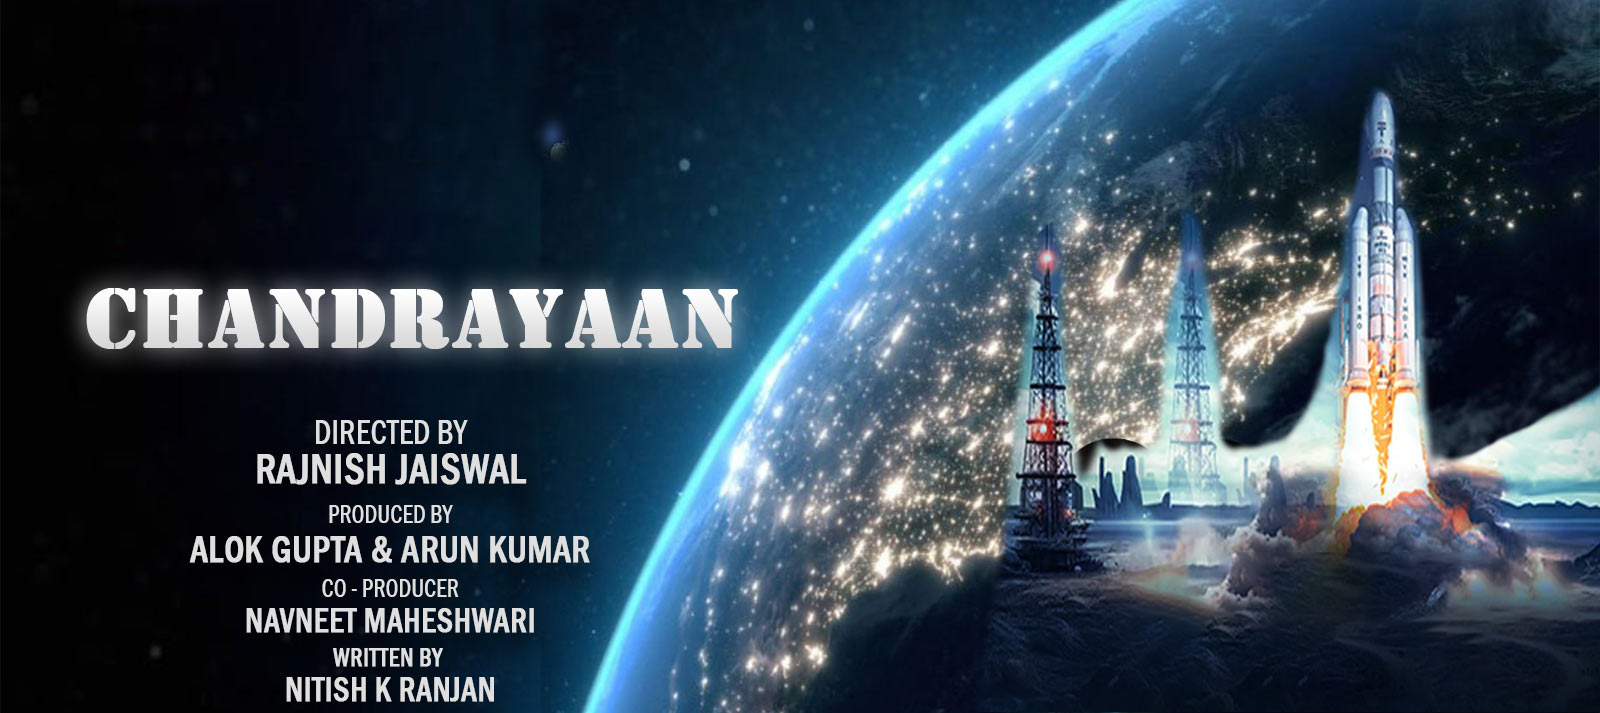 CHANDRAYAAN
DIRECTED BY
RAJNISH JAISWAL
PRODUCED BY
ALOK GUPTA & ARUN KUMAR
CO - PRODUCER
NAVNEET MAHESHWARI
WRITTEN BY
NITISH K RANJAN